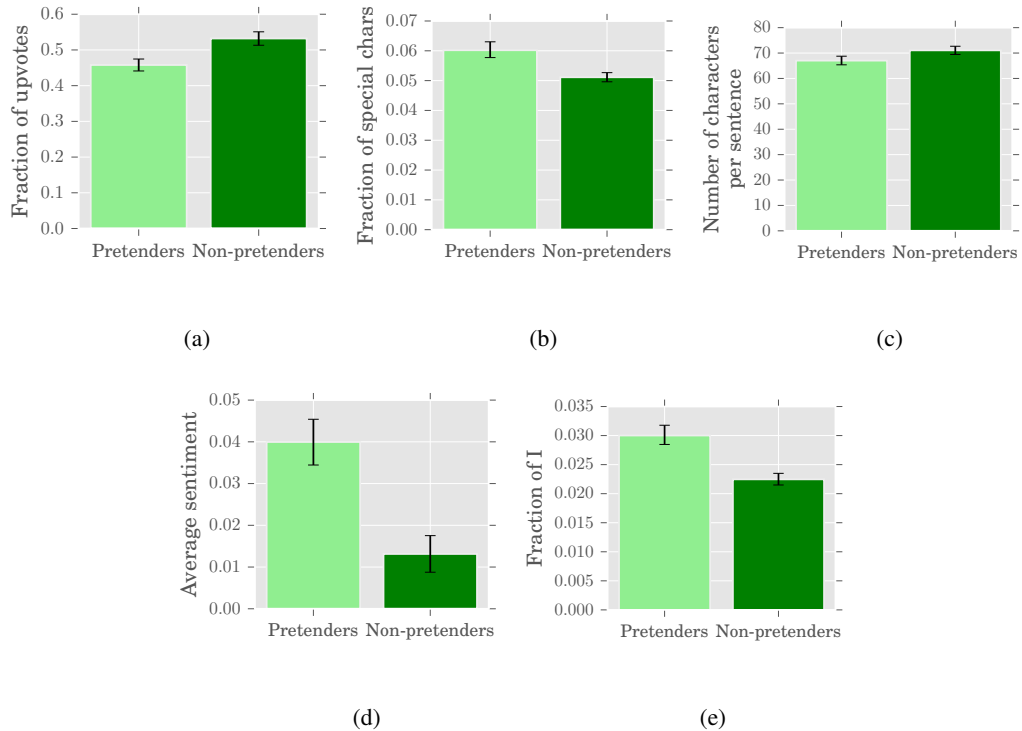 Fraction of upvotes
0.6
0.5
0.4
0.3
0.2
0.1
0.0
Pretenders Non-pretenders
(a)
Fraction of special chars
0.07
0.06
0.05
0.04
0.03
0.02
0.01
0.00
Pretenders Non-pretenders
(b)
Number of characters
per sentence
80
70
60
50
40
30
20
10
0
Pretenders Non-pretenders
(c)
Average sentiment
0.05
0.04
0.03
0.02
0.01
0.00
Pretenders Non-pretenders
(d)
Fraction of I
0.035
0.030
0.025
0.020
0.015
0.010
0.005
0.000
Pretenders Non-pretenders
(e)